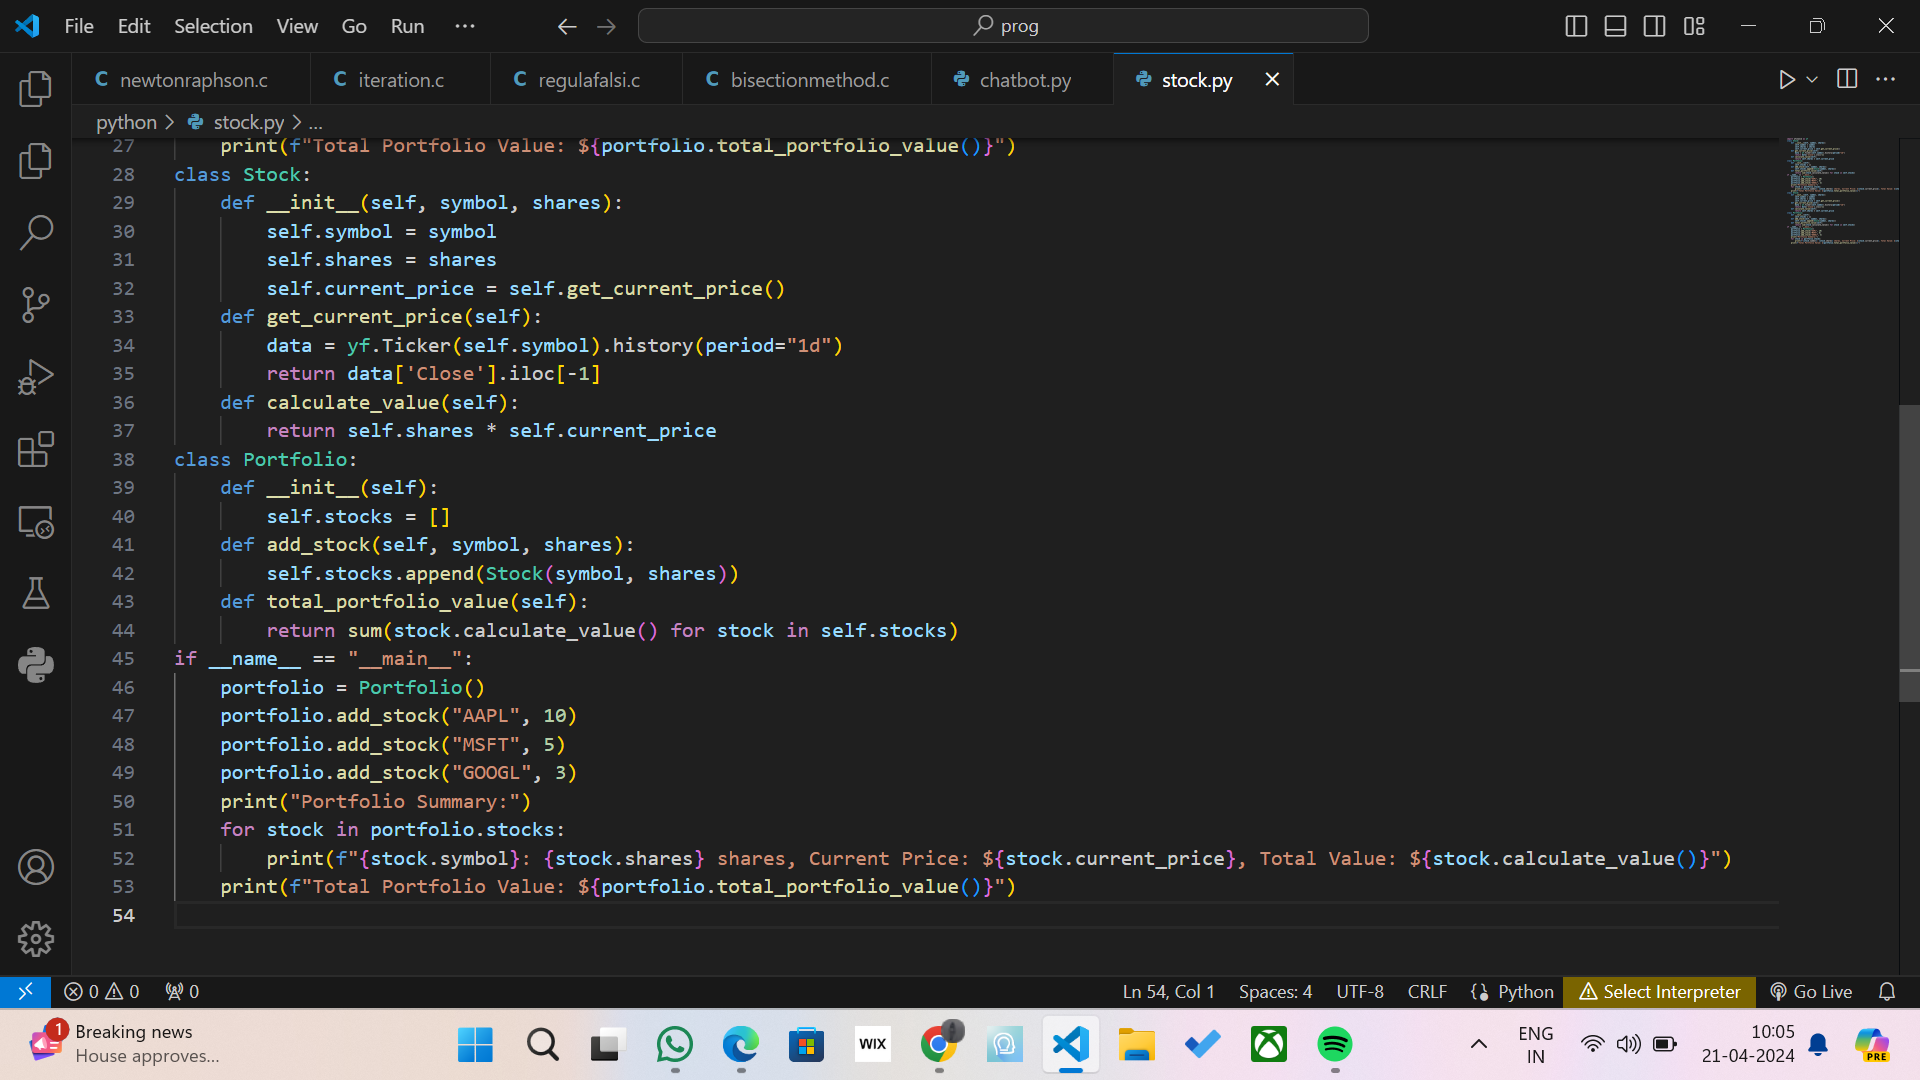 File Edit Selection View Go Run ··· prog
C newtonraphson.c C iteration.c C regulafalsi.c C bisectionmethod.c chatbot.py stock.py
python > stock.py > ...
27 print(f"Total Portfolio Value: ${portfolio.total_portfolio_value()}")
28 class Stock:
29 def __init__(self, symbol, shares):
30 self.symbol = symbol
31 self.shares = shares
32 self.current_price = self.get_current_price()
33 def get_current_price(self):
34 data = yf.Ticker(self.symbol).history(period="1d")
35 return data['Close'].iloc[-1]
36 def calculate_value(self):
37 return self.shares * self.current_price
38 class Portfolio:
39 def __init__(self):
40 self.stocks = []
41 def add_stock(self, symbol, shares):
42 self.stocks.append(Stock(symbol, shares))
43 def total_portfolio_value(self):
44 return sum(stock.calculate_value() for stock in self.stocks)
45 if __name__ == "__main__":
46 portfolio = Portfolio()
47 portfolio.add_stock("AAPL", 10)
48 portfolio.add_stock("MSFT", 5)
49 portfolio.add_stock("GOOGL", 3)
50 print("Portfolio Summary:")
51 for stock in portfolio.stocks:
52 print(f"{stock.symbol}: {stock.shares} shares, Current Price: ${stock.current_price}, Total Value: ${stock.calculate_value()}")
53 print(f"Total Portfolio Value: ${portfolio.total_portfolio_value()}")
54
0 0 0 Ln 54, Col 1 Spaces: 4 UTF-8 CRLF {} Python Select Interpreter Go Live
1 Breaking news
House approves...
WIX
ENG
IN
10:05
21-04-2024
PRE